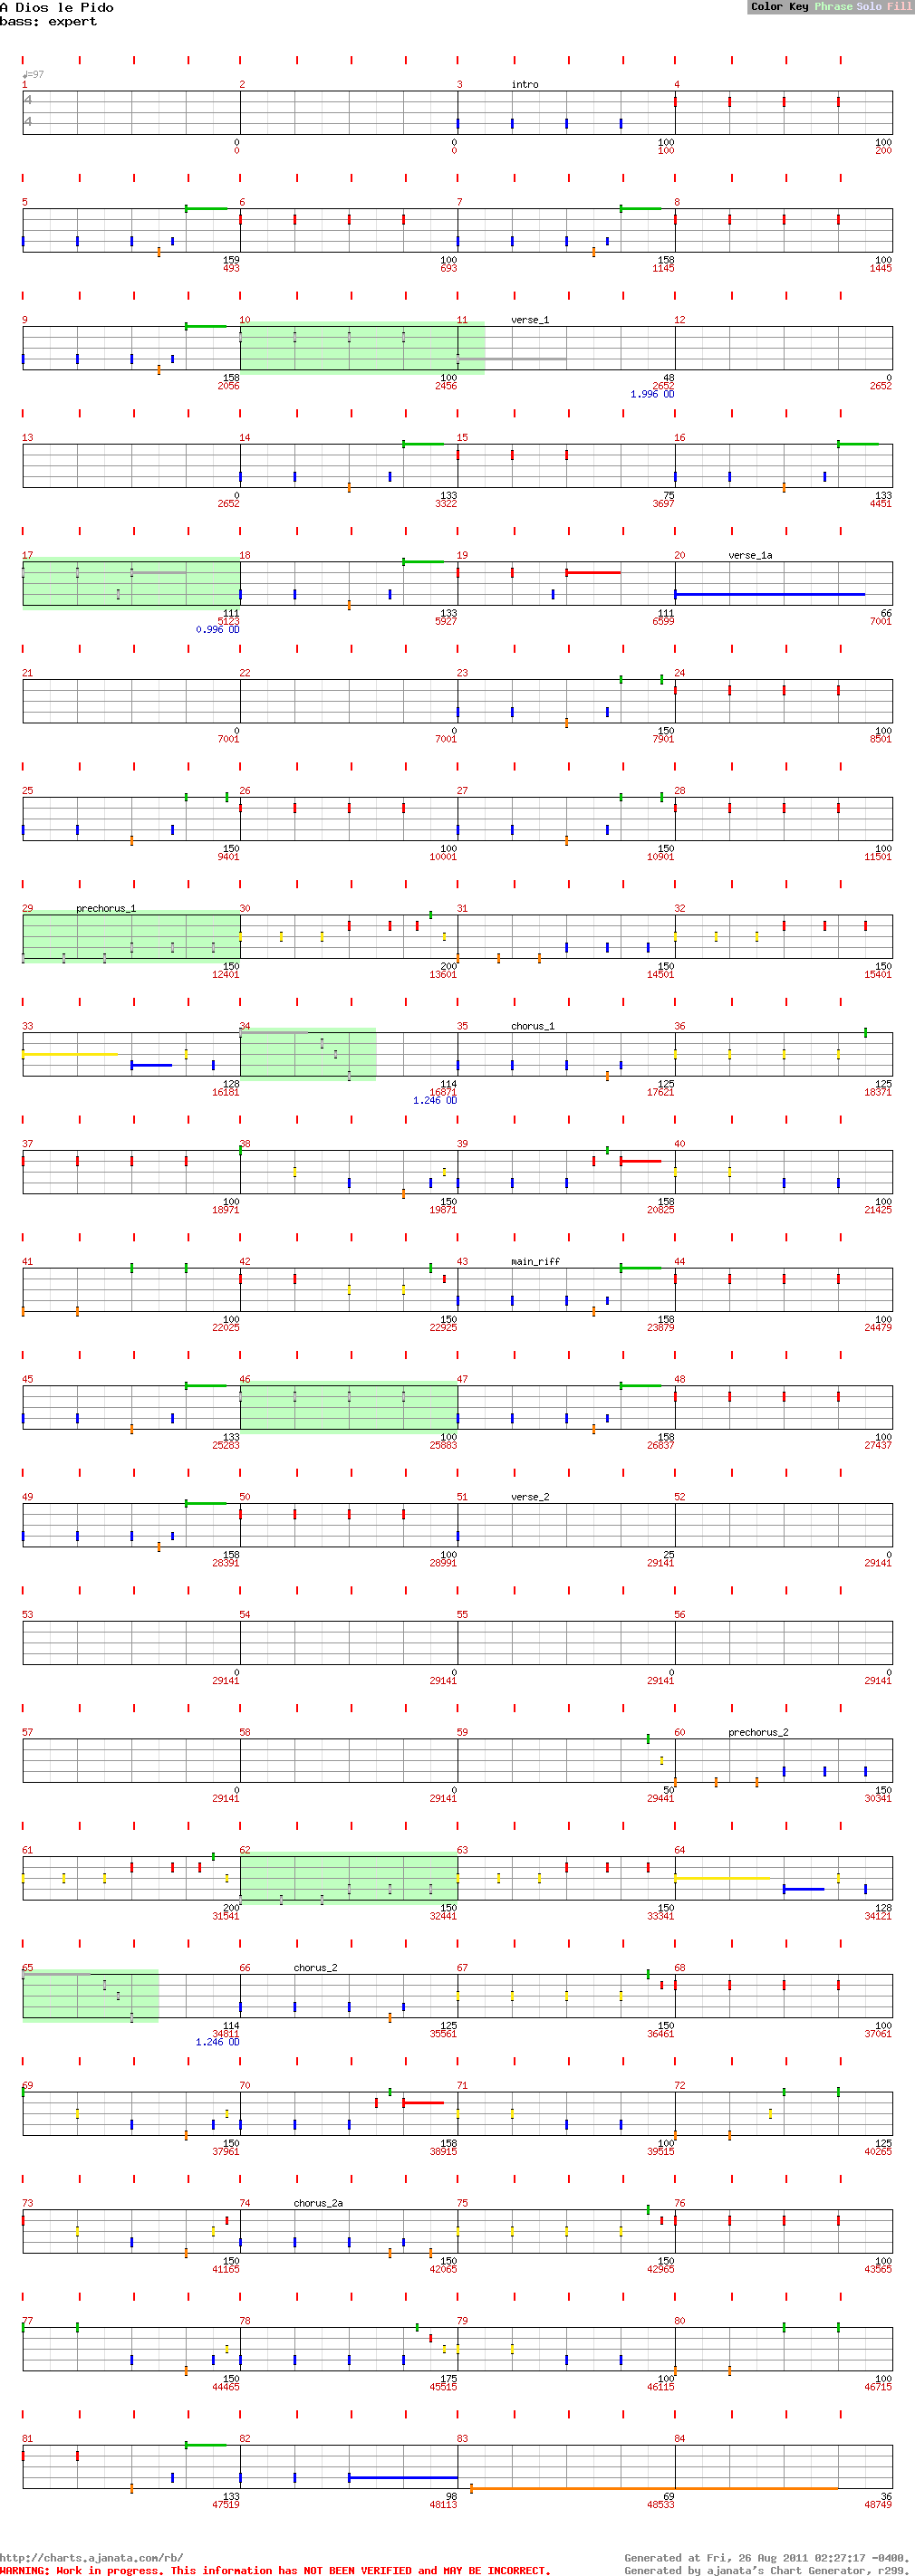 A Dios le Pido
bass: expert
Color Key Phrase Solo Fill
♩=97
1 2 3 intro 4
4
4
0 0 100 100
0 0 100 200
5 6 7 8
159 100 158 100
493 693 1145 1445
9 10 11 verse_1 12
158 100 48 0
2056 2456 2652 2652
1.996 OD
13 14 15 16
0 133 75 133
2652 3322 3697 4451
17 18 19 20 verse_1a
111 133 111 66
5123 5927 6599 7001
0.996 OD
21 22 23 24
0 0 150 100
7001 7001 7901 8501
25 26 27 28
150 100 150 100
9401 10001 10901 11501
29 prechorus_1 30 31 32
150 200 150 150
12401 13601 14501 15401
33 34 35 chorus_1 36
128 114 125 125
16181 16871 17621 18371
1.246 OD
37 38 39 40
100 150 158 100
18971 19871 20825 21425
41 42 43 main_riff 44
100 150 158 100
22025 22925 23879 24479
45 46 47 48
133 100 158 100
25283 25883 26837 27437
49 50 51 verse_2 52
158 100 25 0
28391 28991 29141 29141
53 54 55 56
0 0 0 0
29141 29141 29141 29141
57 58 59 60 prechorus_2
0 0 50 150
29141 29141 29441 30341
61 62 63 64
200 150 150 128
31541 32441 33341 34121
65 66 chorus_2 67 68
114 125 150 100
34811 35561 36461 37061
1.246 OD
69 70 71 72
150 158 100 125
37961 38915 39515 40265
73 74 chorus_2a 75 76
150 150 150 100
41165 42065 42965 43565
77 78 79 80
150 175 100 100
44465 45515 46115 46715
81 82 83 84
133 98 69 36
47519 48113 48533 48749
http://charts.ajanata.com/rb/ Generated at Fri, 26 Aug 2011 02:27:17 -0400.
WARNING: Work in progress. This information has NOT BEEN VERIFIED and MAY BE INCORRECT. Generated by ajanata's Chart Generator, r299.